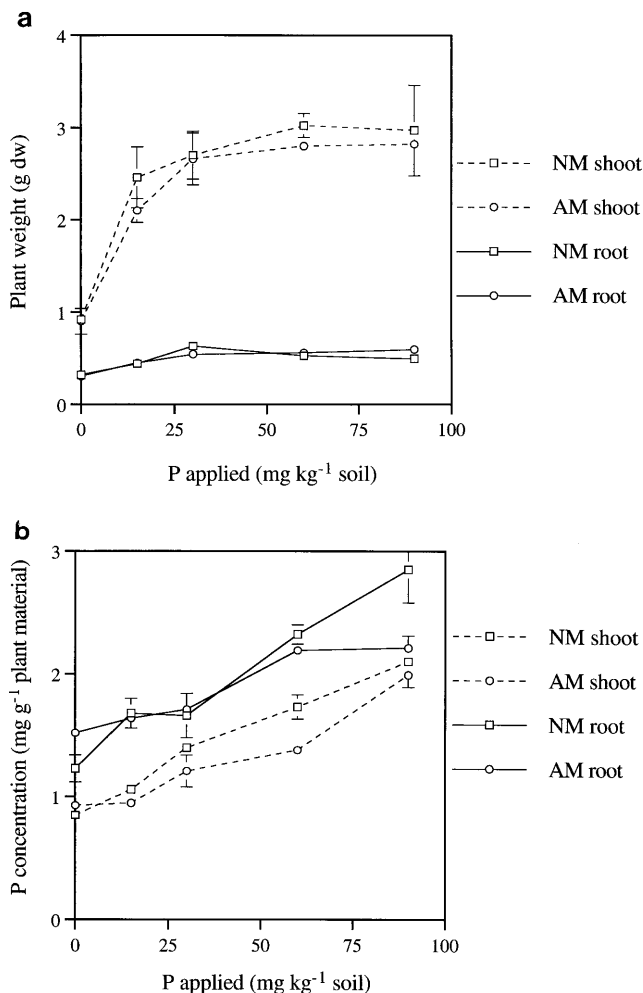 a
Plant weight (g dw)
4
3
2
1
0
0 25 50 75 100
P applied (mg kg⁻¹ soil)
NM shoot
AM shoot
NM root
AM root
b
P concentration (mg g⁻¹ plant material)
3
2
1
0
0 25 50 75 100
P applied (mg kg⁻¹ soil)
NM shoot
AM shoot
NM root
AM root